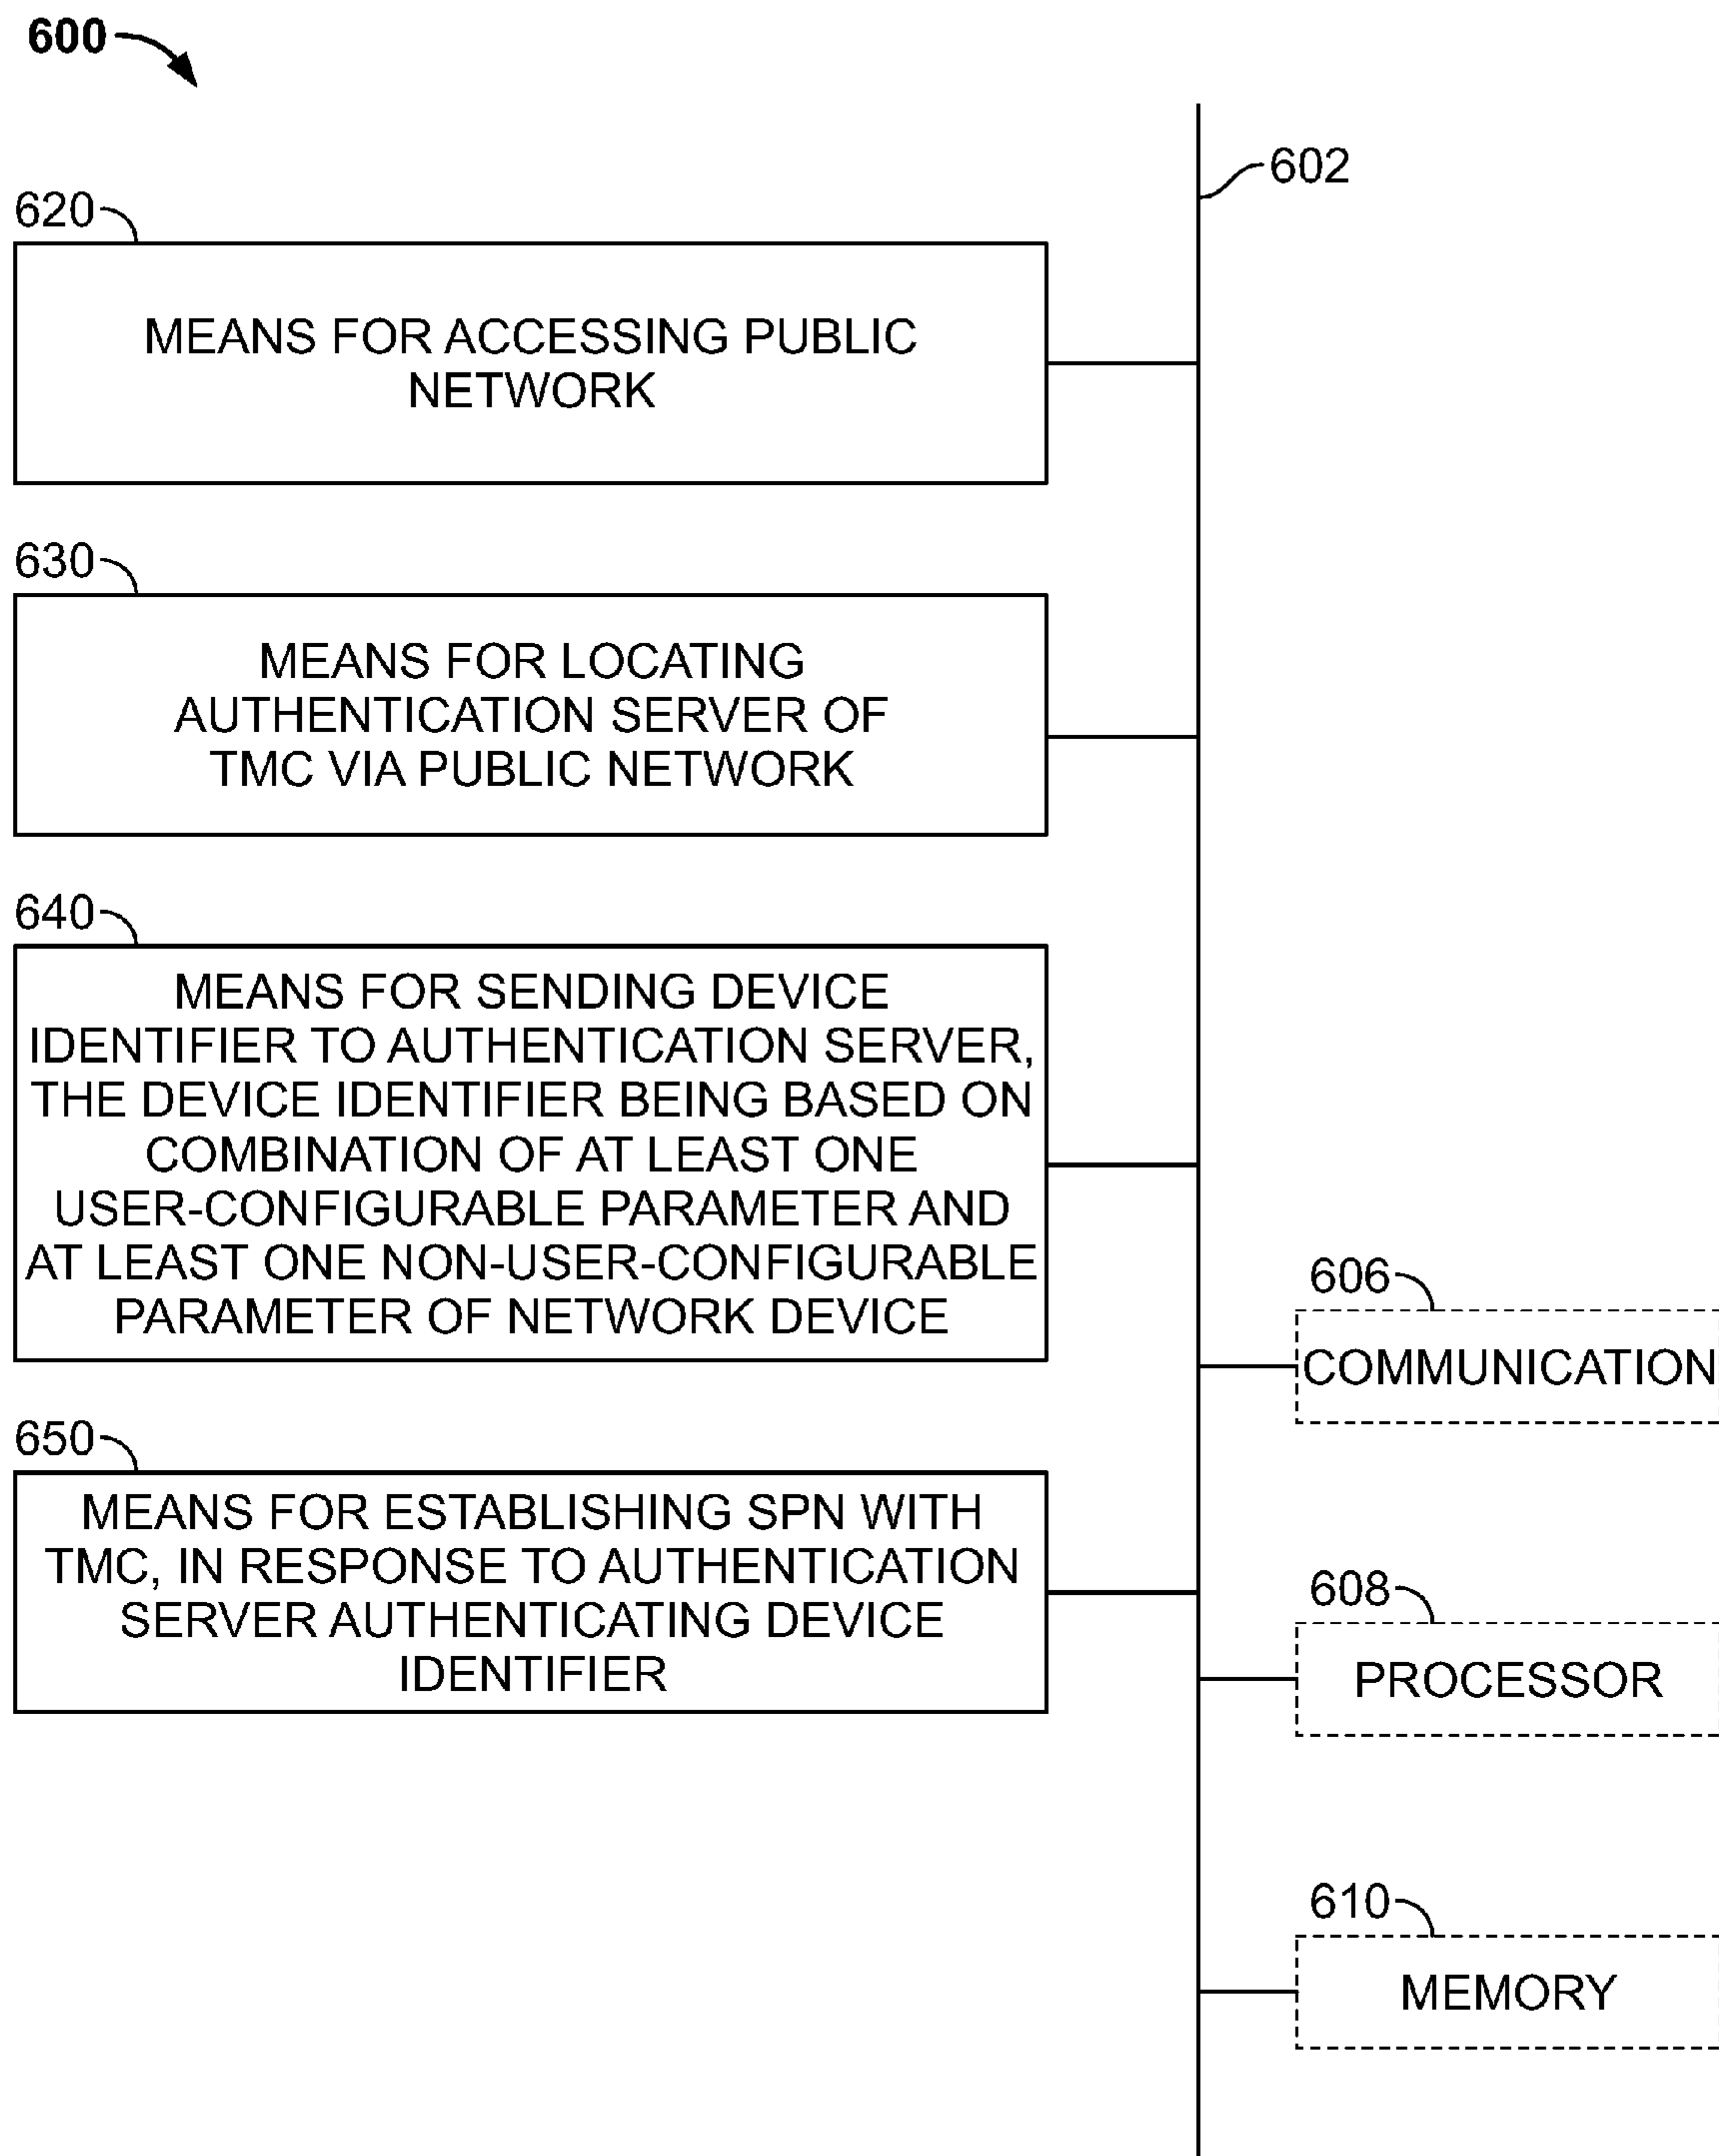 600
602
620
MEANS FOR ACCESSING PUBLIC
NETWORK
630
MEANS FOR LOCATING
AUTHENTICATION SERVER OF
TMC VIA PUBLIC NETWORK
640
MEANS FOR SENDING DEVICE
IDENTIFIER TO AUTHENTICATION SERVER,
THE DEVICE IDENTIFIER BEING BASED ON
COMBINATION OF AT LEAST ONE
USER-CONFIGURABLE PARAMETER AND
AT LEAST ONE NON-USER-CONFIGURABLE
PARAMETER OF NETWORK DEVICE
606
COMMUNICATION
650
MEANS FOR ESTABLISHING SPN WITH
TMC, IN RESPONSE TO AUTHENTICATION
SERVER AUTHENTICATING DEVICE
IDENTIFIER
608
PROCESSOR
610
MEMORY